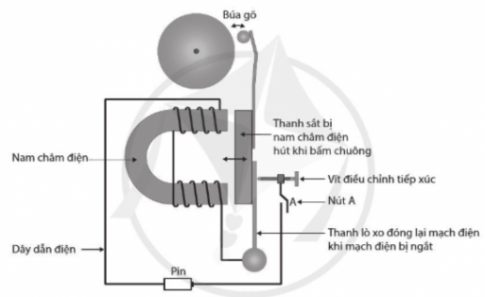 Búa gõ
Thanh sắt bị
nam châm điện
hút khi bấm chuông
Nam châm điện
Vít điều chỉnh tiếp xúc
A
Nút A
Thanh lò xo đóng lại mạch điện
khi mạch điện bị ngắt
Dây dẫn điện
Pin